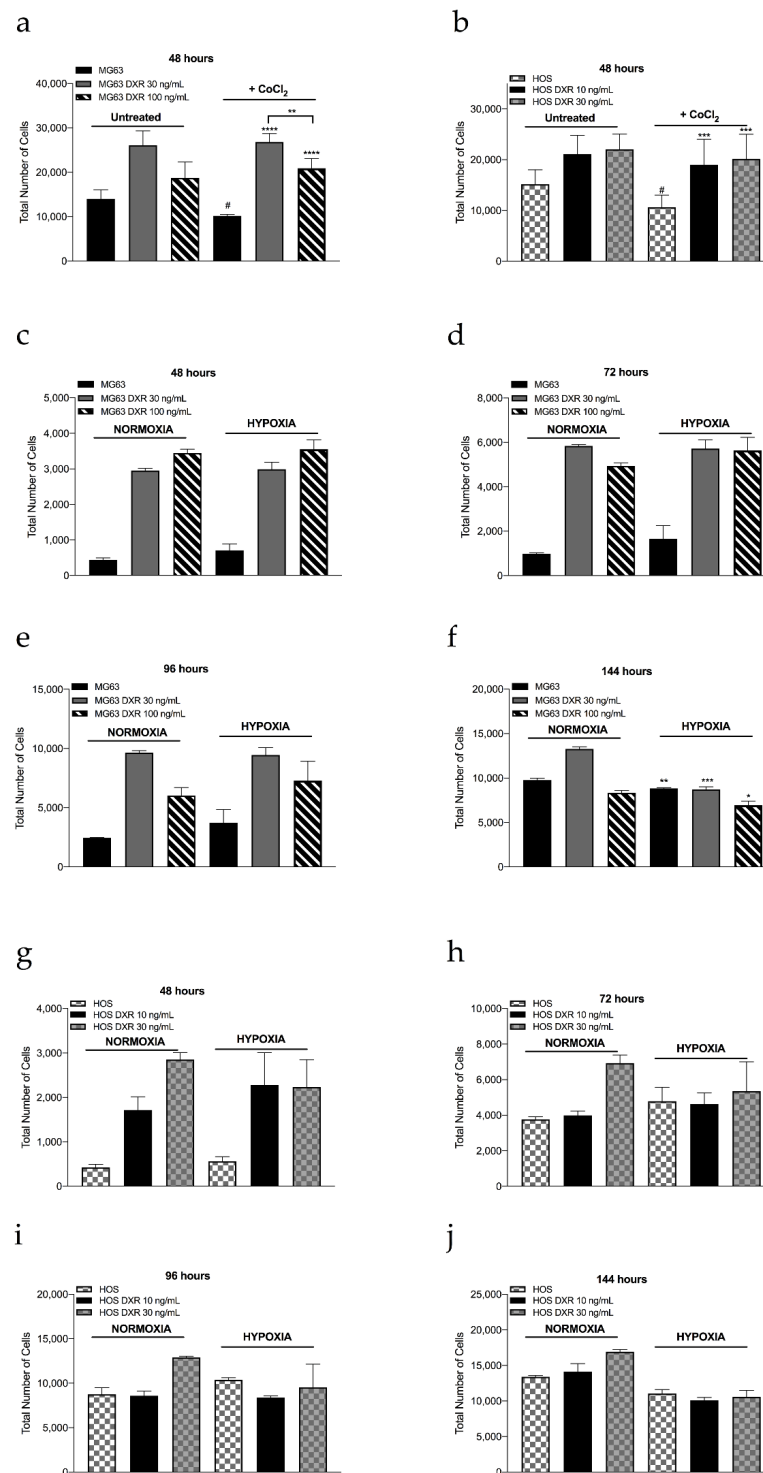 a
48 hours
MG63
MG63 DXR 30 ng/mL
MG63 DXR 100 ng/mL
+ CoCl2
Untreated
**
****
****
#
Total Number of Cells
40,000
30,000
20,000
10,000
0
b
48 hours
HOS
HOS DXR 10 ng/mL
HOS DXR 30 ng/mL
+ CoCl2
Untreated
***
***
#
Total Number of Cells
30,000
20,000
10,000
0
c
48 hours
MG63
MG63 DXR 30 ng/mL
MG63 DXR 100 ng/mL
NORMOXIA
HYPOXIA
Total Number of Cells
5,000
4,000
3,000
2,000
1,000
0
d
72 hours
MG63
MG63 DXR 30 ng/mL
MG63 DXR 100 ng/mL
NORMOXIA
HYPOXIA
Total Number of Cells
8,000
6,000
4,000
2,000
0
e
96 hours
MG63
MG63 DXR 30 ng/mL
MG63 DXR 100 ng/mL
NORMOXIA
HYPOXIA
Total Number of Cells
15,000
10,000
5,000
0
f
144 hours
MG63
MG63 DXR 30 ng/mL
MG63 DXR 100 ng/mL
NORMOXIA
HYPOXIA
**
***
*
Total Number of Cells
20,000
15,000
10,000
5,000
0
g
48 hours
HOS
HOS DXR 10 ng/mL
HOS DXR 30 ng/mL
NORMOXIA
HYPOXIA
Total Number of Cells
4,000
3,000
2,000
1,000
0
h
72 hours
HOS
HOS DXR 10 ng/mL
HOS DXR 30 ng/mL
NORMOXIA
HYPOXIA
Total Number of Cells
10,000
8,000
6,000
4,000
2,000
0
i
96 hours
HOS
HOS DXR 10 ng/mL
HOS DXR 30 ng/mL
NORMOXIA
HYPOXIA
Total Number of Cells
20,000
15,000
10,000
5,000
0
j
144 hours
HOS
HOS DXR 10 ng/mL
HOS DXR 30 ng/mL
NORMOXIA
HYPOXIA
Total Number of Cells
25,000
20,000
15,000
10,000
5,000
0